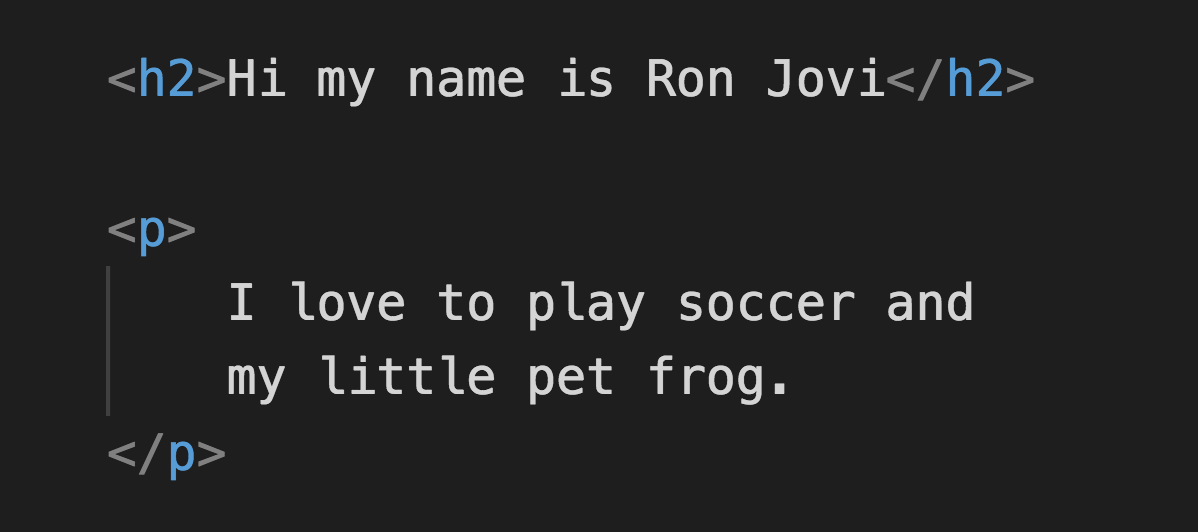 <h2>Hi my name is Ron Jovi</h2>
<p>
I love to play soccer and
my little pet frog.
</p>